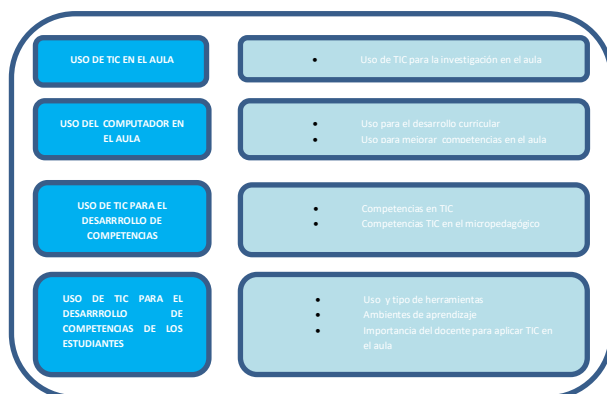 USO DE TIC EN EL AULA
• Uso de TIC para la investigación en el aula
USO DEL COMPUTADOR EN
EL AULA
• Uso para el desarrollo curricular
• Uso para mejorar competencias en el aula
USO DE TIC PARA EL
DESARRROLLO DE
COMPETENCIAS
• Competencias en TIC
• Competencias TIC en el micropedagógico
USO DE TIC PARA EL
DESARRROLLO DE
COMPETENCIAS DE LOS
ESTUDIANTES
• Uso y tipo de herramientas
• Ambientes de aprendizaje
• Importancia del docente para aplicar TIC en
el aula